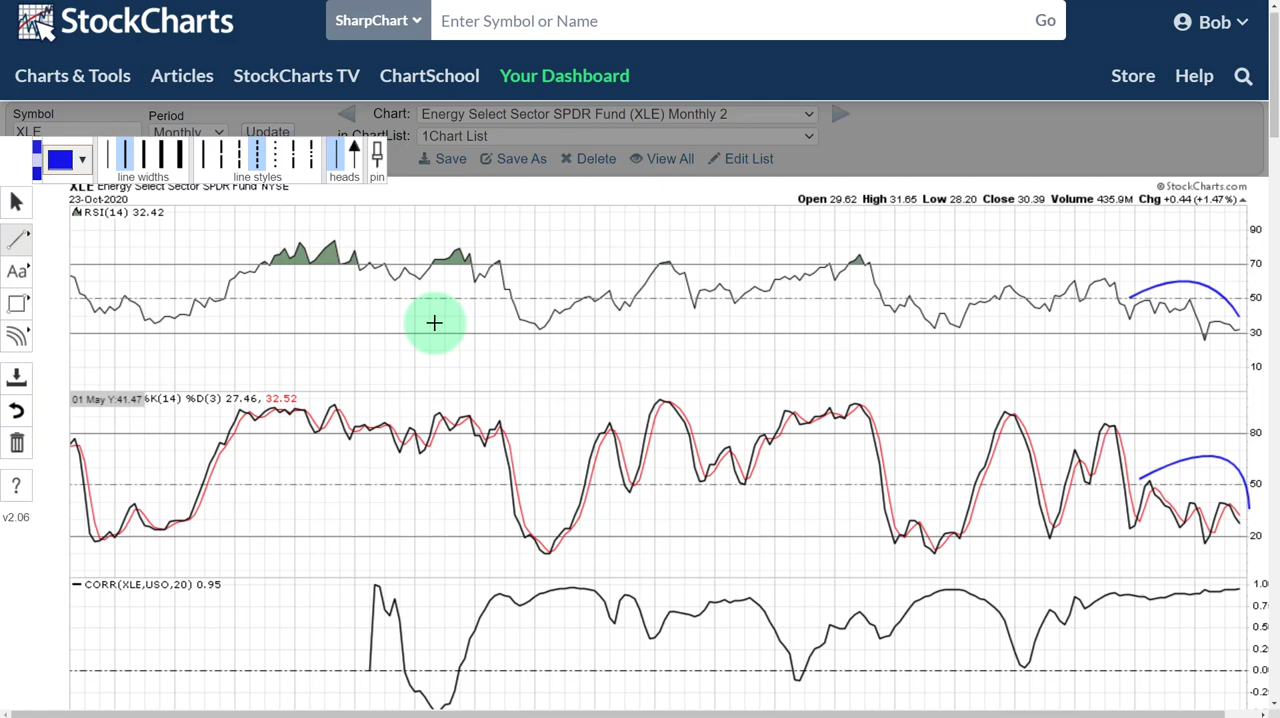 StockCharts
SharpChart
Enter Symbol or Name
Go
Bob
Charts & Tools
Articles
StockCharts TV
ChartSchool
Your Dashboard
Store
Help
Symbol
Period
Chart:
Energy Select Sector SPDR Fund (XLE) Monthly 2
XLE
Monthly
Update
in ChartList:
1Chart List
Save
Save As
Delete
View All
Edit List
line widths
line styles
heads
pin
XLE Energy Select Sector SPDR Fund NYSE
© StockCharts.com
23-Oct-2020
Open 29.62 High 31.65 Low 28.20 Close 30.39 Volume 435.9M Chg +0.44 (+1.47%)
RSI(14) 32.42
90
70
50
30
10
Aa
01 May Y:41.47
%K(14) %D(3) 27.46, 32.52
80
50
20
?
v2.06
CORR(XLE,USO,20) 0.95
1.0
0.7
0.5
0.2
0.0
-0.2